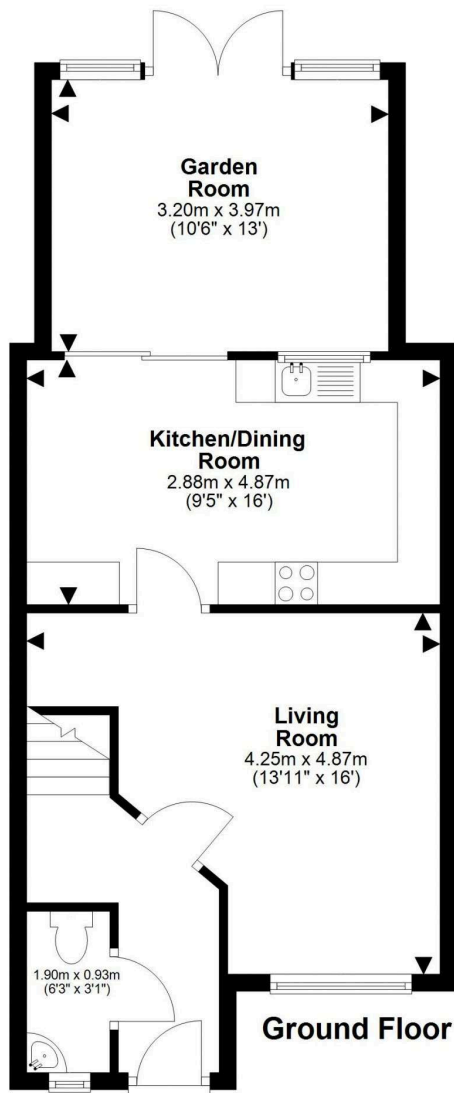 Garden
Room
3.20m x 3.97m
(10'6" x 13')
Kitchen/Dining
Room
2.88m x 4.87m
(9'5" x 16')
Living
Room
4.25m x 4.87m
(13'11" x 16')
1.90m x 0.93m
(6'3" x 3'1")
Ground Floor